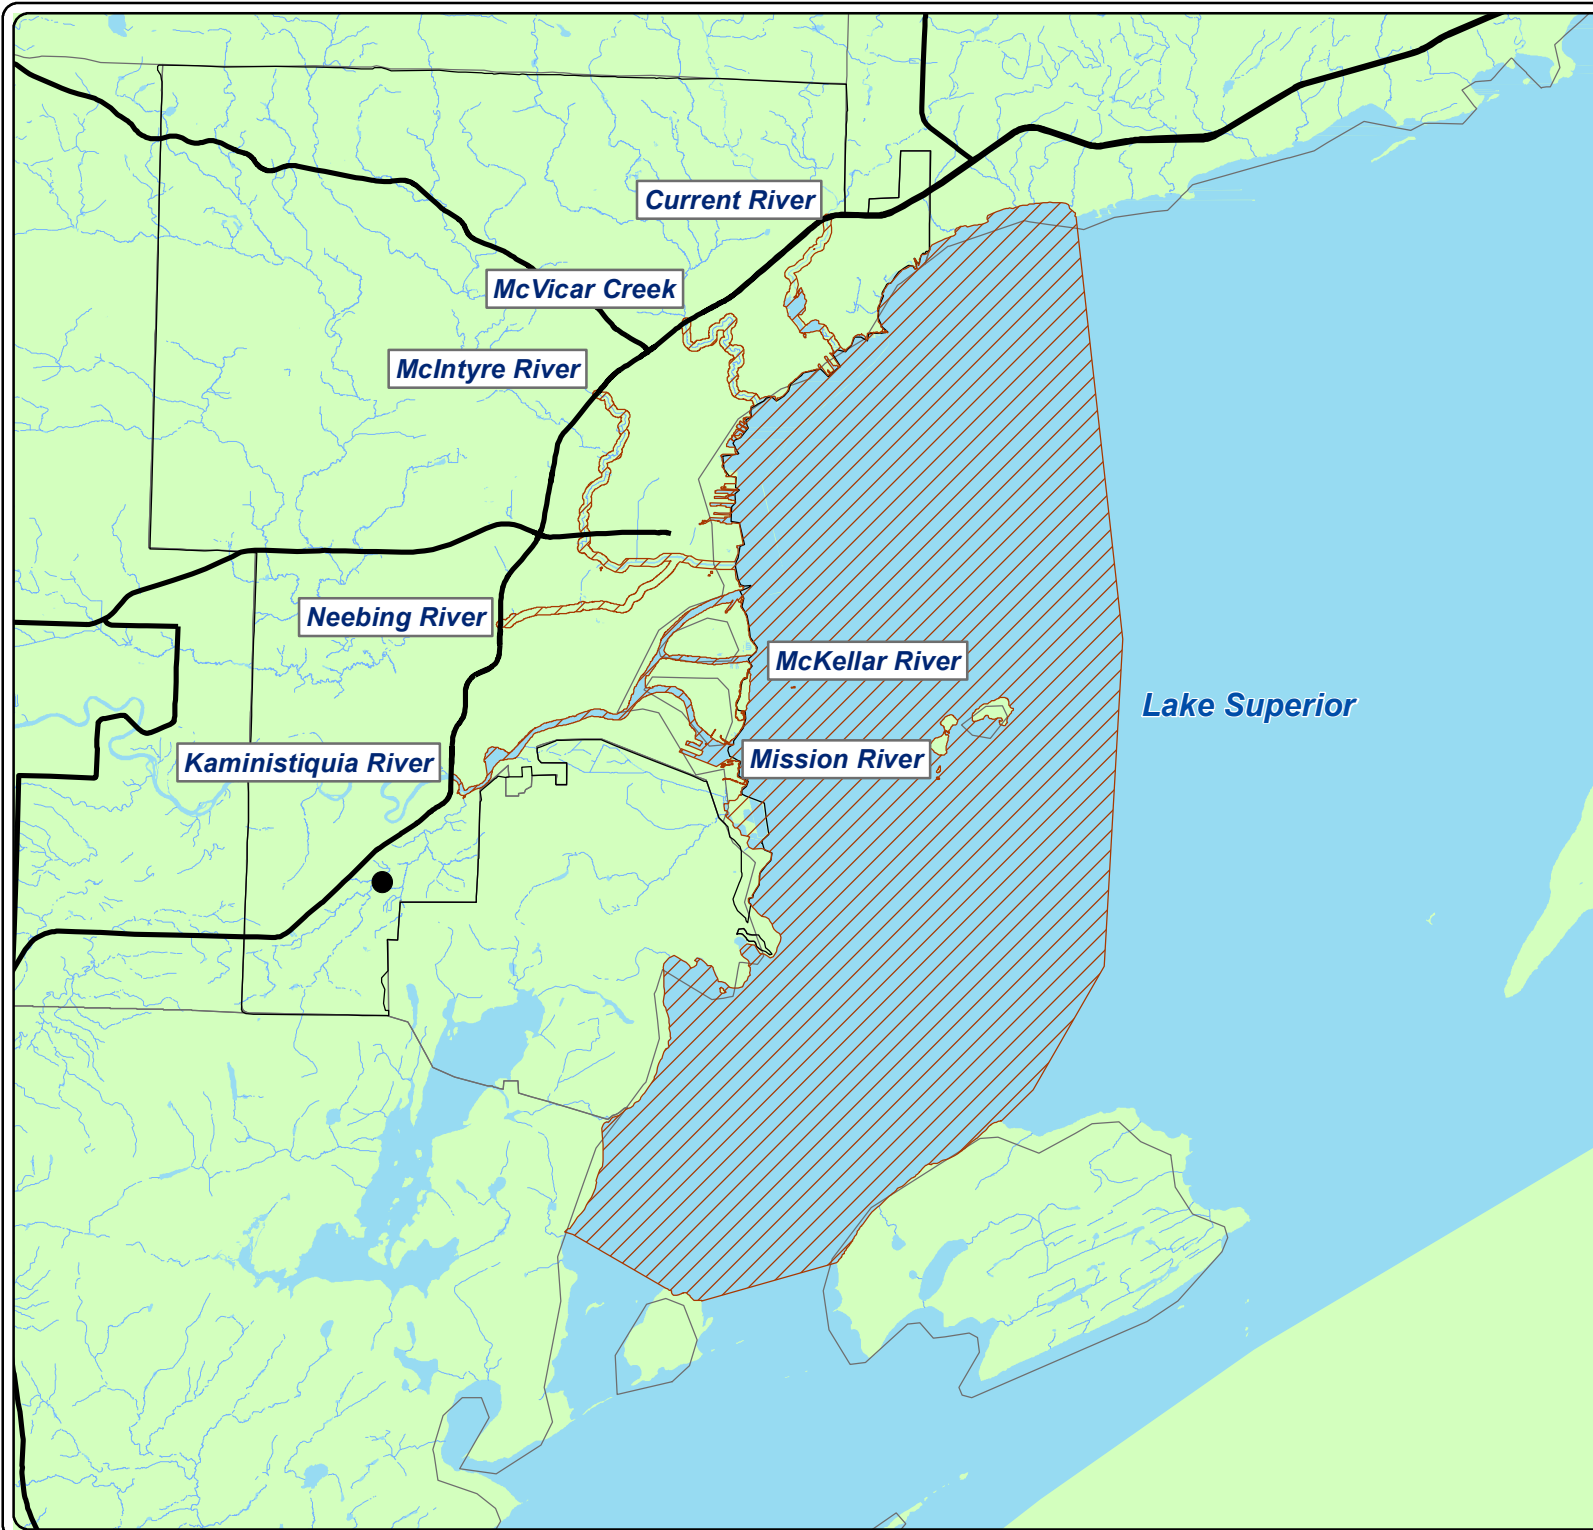 Current River
McVicar Creek
McIntyre River
Neebing River
McKellar River
Lake Superior
Mission River
Kaministiquia River